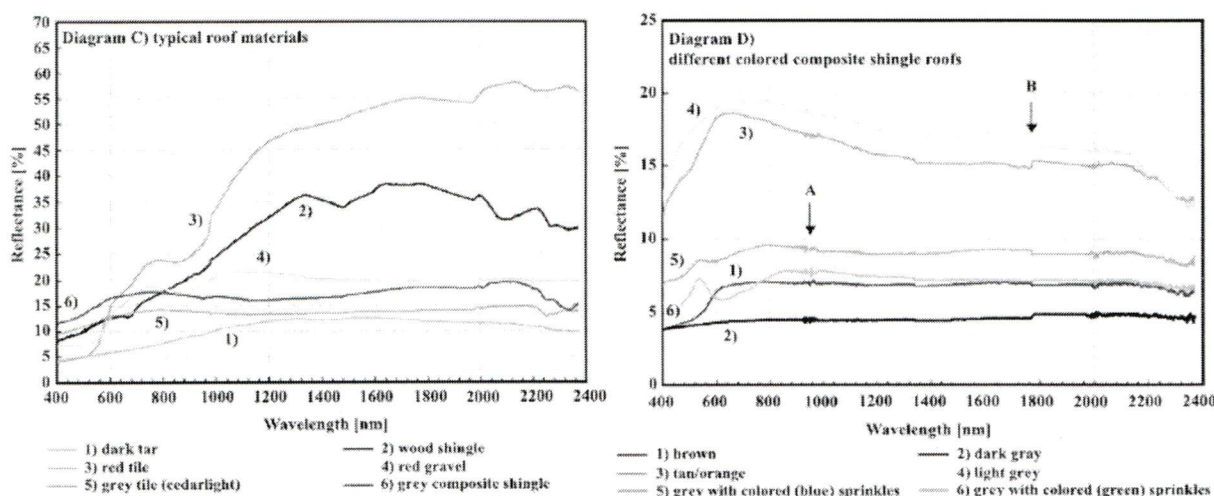 Diagram C) typical roof materials
70
65
60
55
50
45
40
35
30
25
20
15
10
5
0
Reflectance [%]
3)
2)
4)
6)
5)
1)
400 600 800 1000 1200 1400 1600 1800 2000 2200 2400
Wavelength [nm]
1) dark tar
2) wood shingle
3) red tile
4) red gravel
5) grey tile (cedarlight)
6) grey composite shingle
Diagram D)
different colored composite shingle roofs
25
20
15
10
5
0
Reflectance [%]
4)
3)
B
A
5)
1)
6)
2)
400 600 800 1000 1200 1400 1600 1800 2000 2200 2400
Wavelength [nm]
1) brown
2) dark gray
3) tan/orange
4) light grey
5) grey with colored (blue) sprinkles
6) grey with colored (green) sprinkles